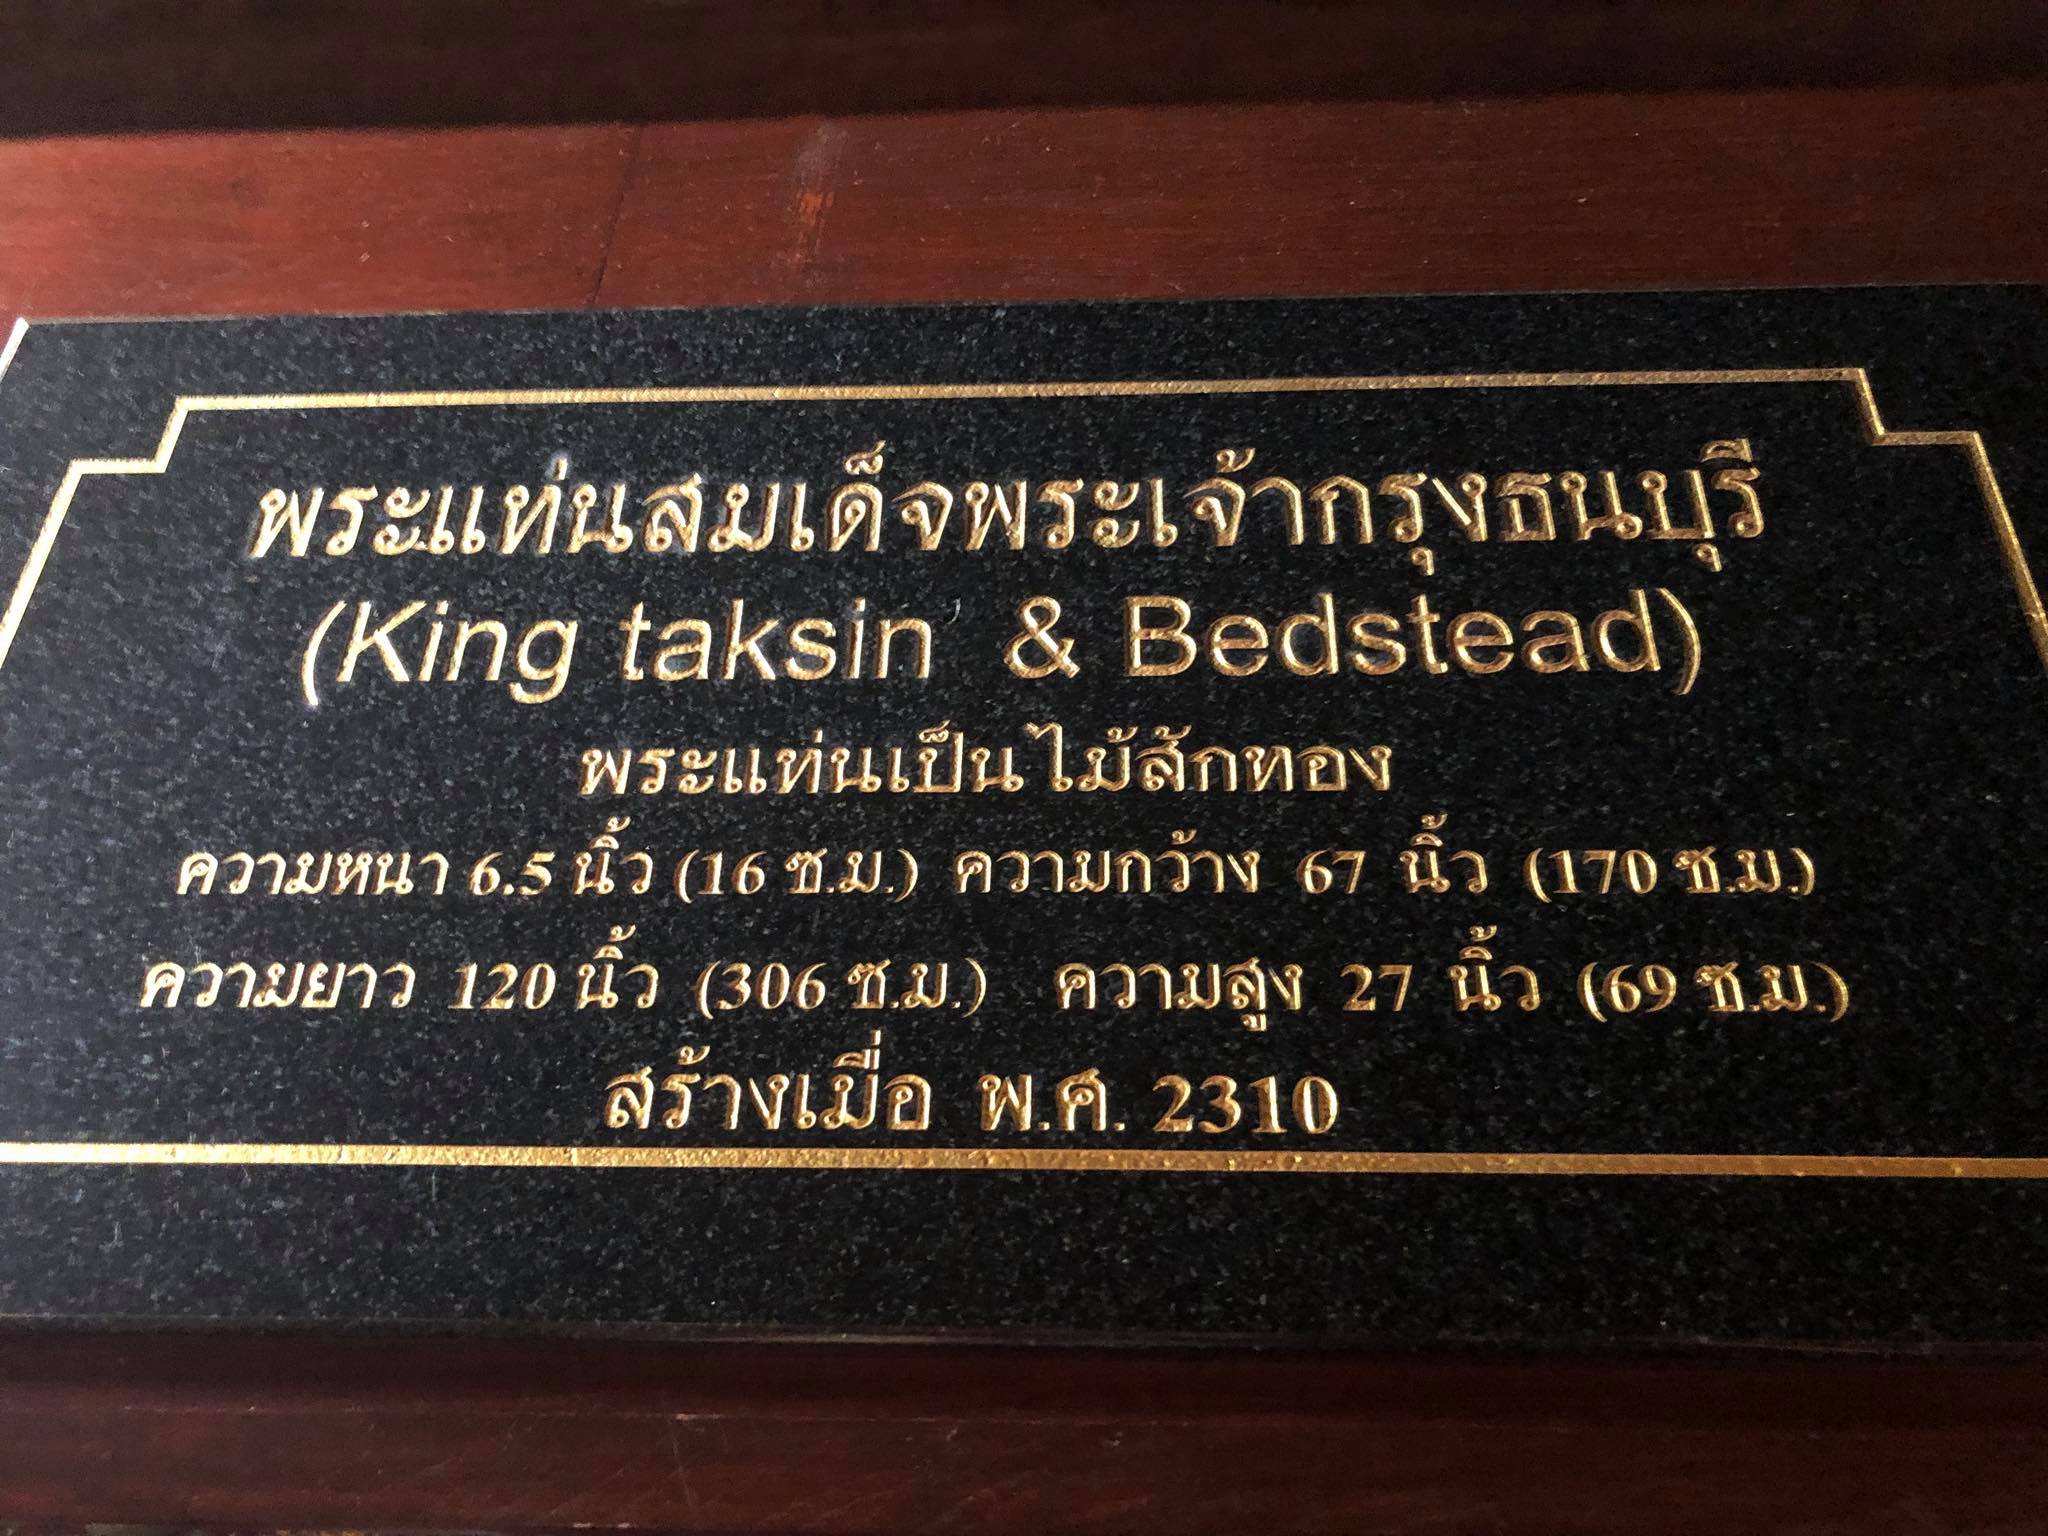 พระแท่นสมเด็จพระเจ้ากรุงธนบุรี
(King taksin & Bedstead)
พระแท่นเป็นไม้สักทอง
ความหนา 6.5 นิ้ว (16 ซ.ม.) ความกว้าง 67 นิ้ว (170 ซ.ม.)
ความยาว 120 นิ้ว (306 ซ.ม.) ความสูง 27 นิ้ว (69 ซ.ม.)
สร้างเมื่อ พ.ศ. 2310